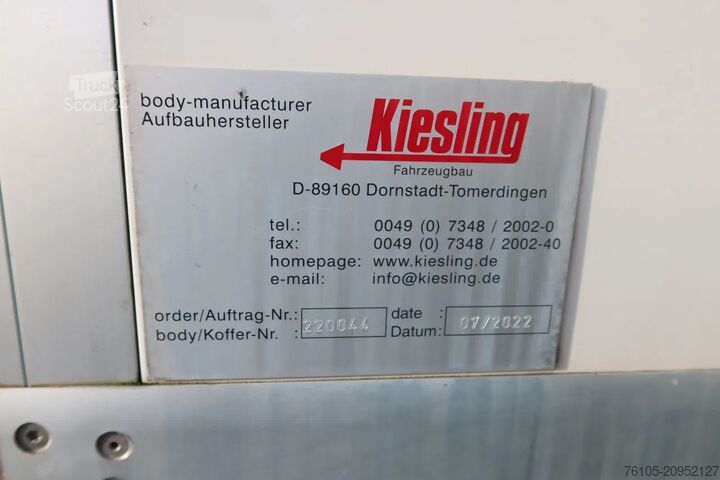 Truck
Scout24
body-manufacturer
Aufbauhersteller
Kiesling
Fahrzeugbau
D-89160 Dornstadt-Tomerdingen
tel.: 0049 (0) 7348 / 2002-0
fax: 0049 (0) 7348 / 2002-40
homepage: www.kiesling.de
e-mail: info@kiesling.de
order/Auftrag-Nr.: date :
body/Koffer-Nr. : 220044 Datum: 07/2022
76105-20952127